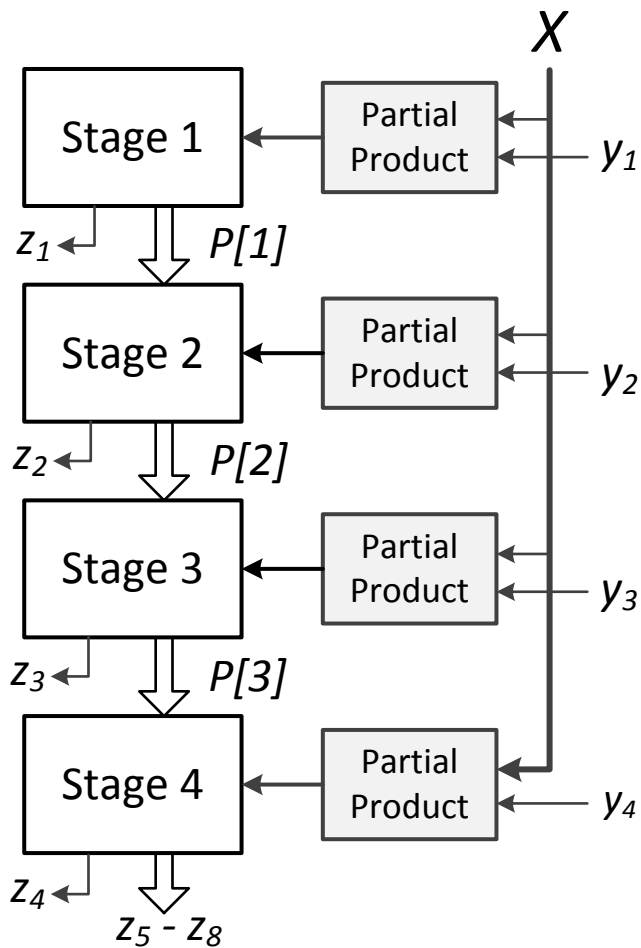 X
Stage 1
Partial
Product
y1
z1
P[1]
Stage 2
Partial
Product
y2
z2
P[2]
Stage 3
Partial
Product
y3
z3
P[3]
Stage 4
Partial
Product
y4
z4
z5 - z8